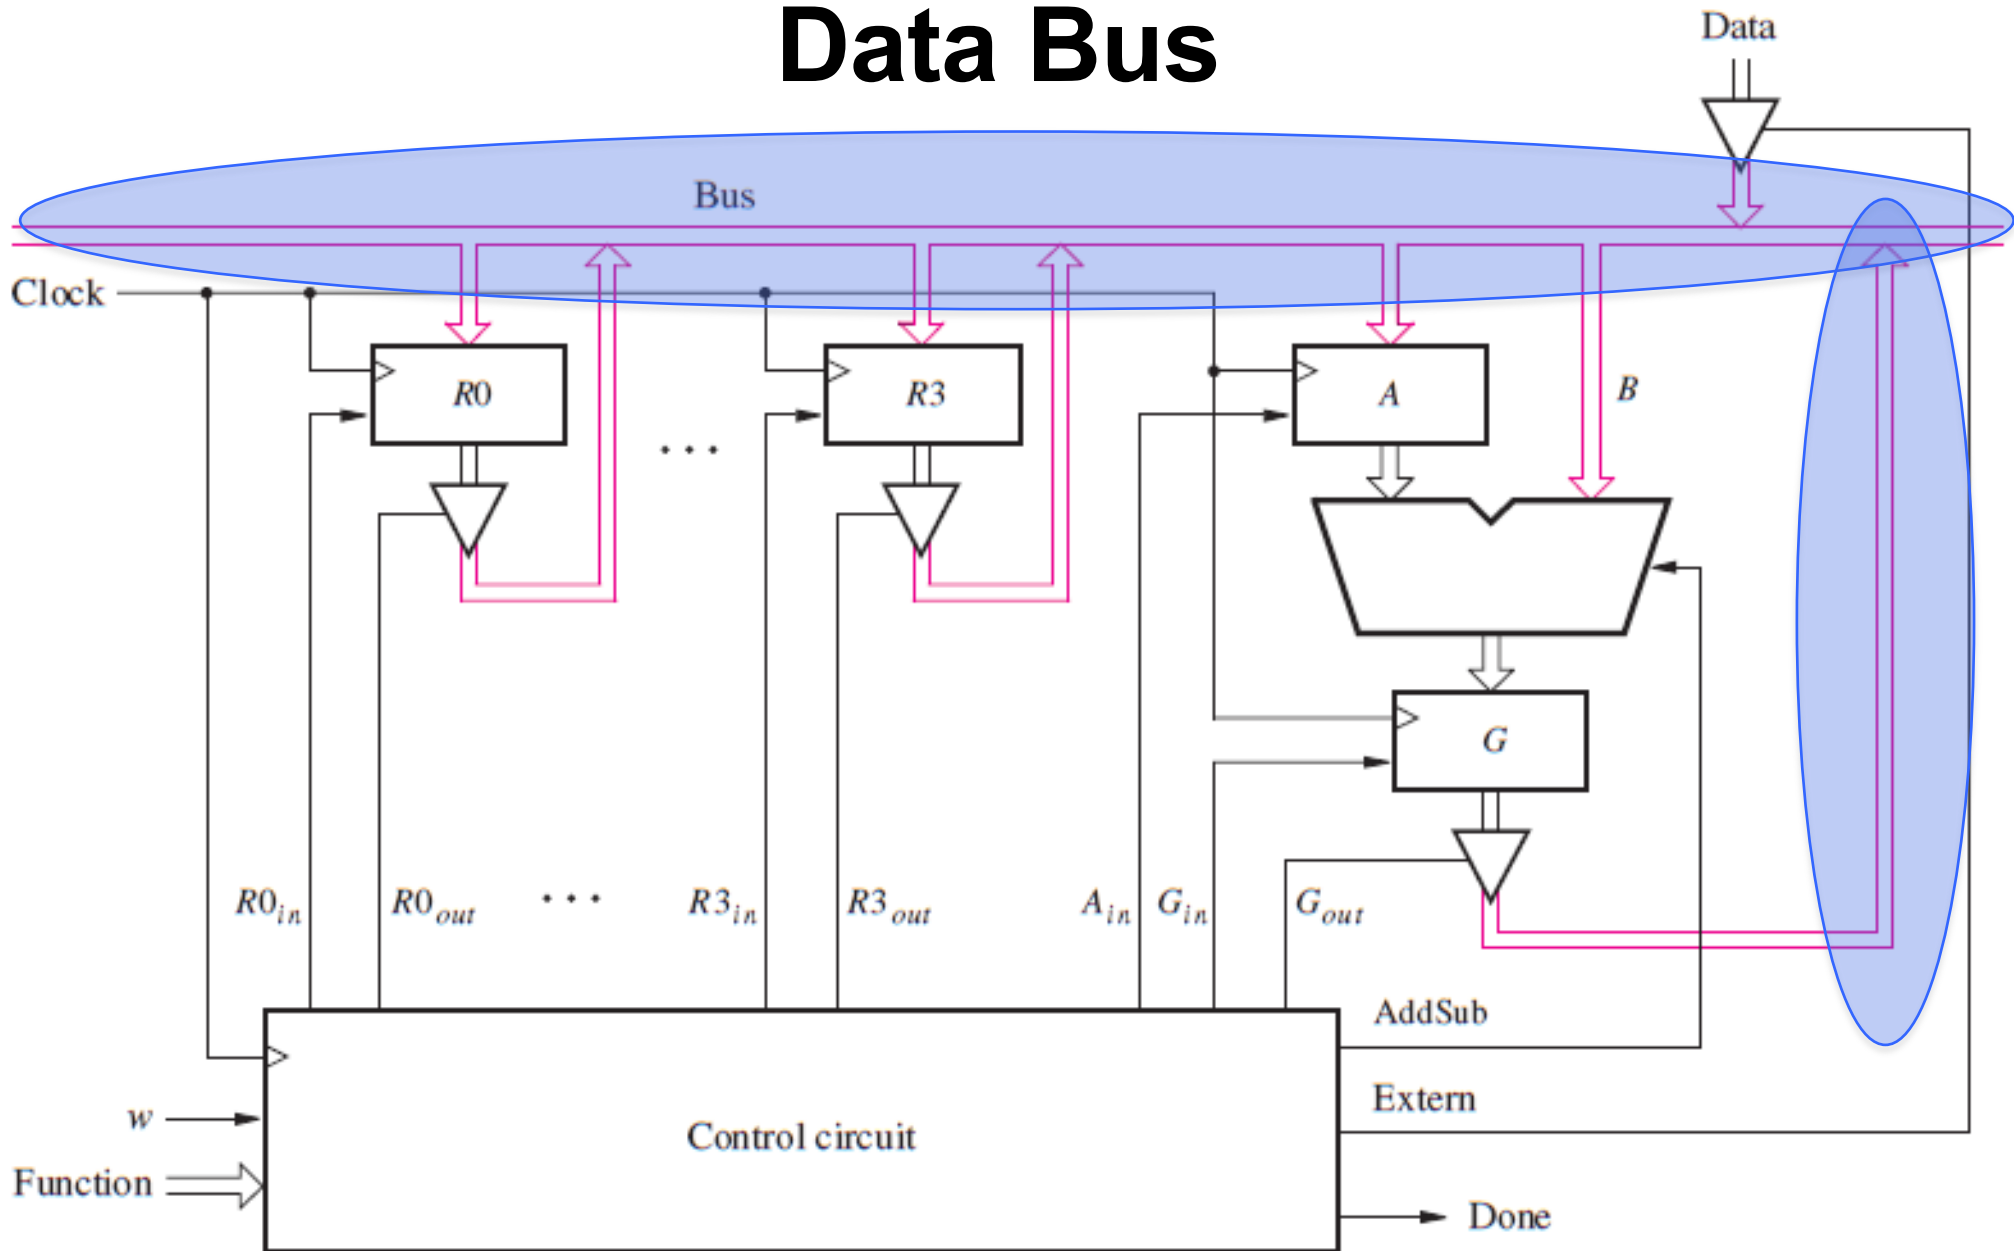 Data Bus
Data
Bus
Clock
R0
R3
A
B
G
R0in
R0out
...
R3in
R3out
Ain
Gin
Gout
AddSub
Extern
w
Control circuit
Function
Done